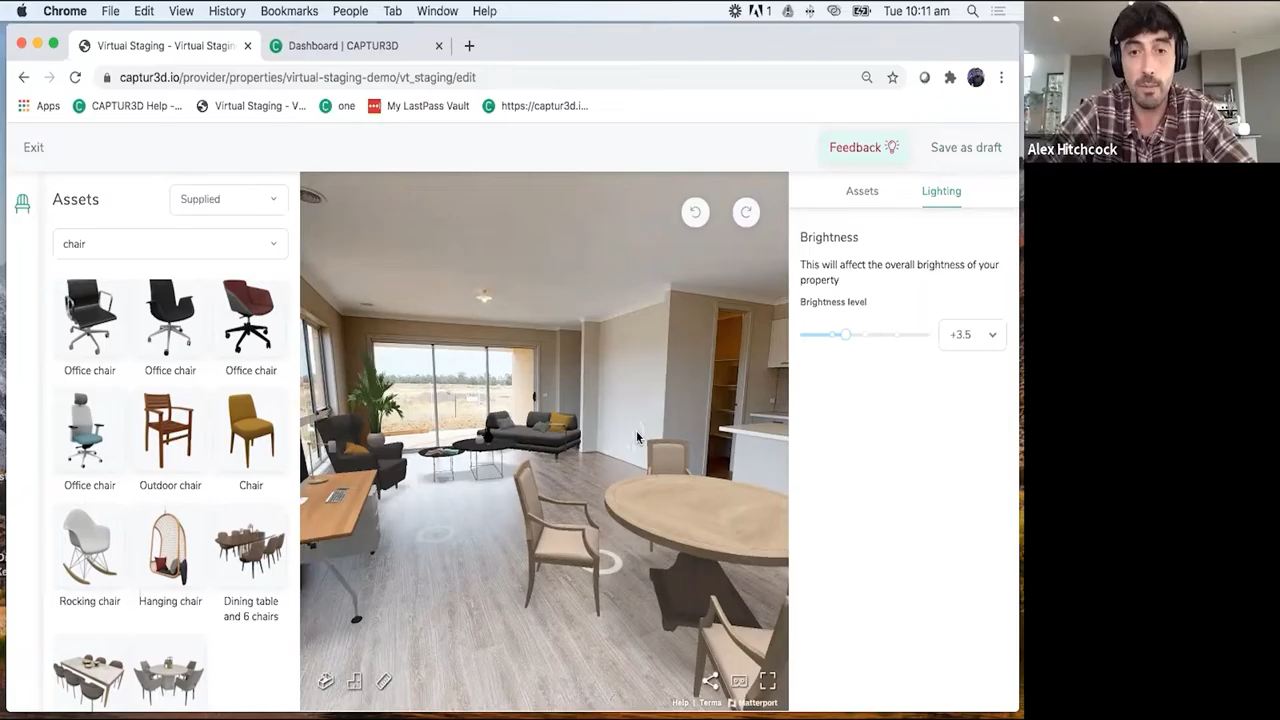 Chrome File Edit View History Bookmarks People Tab Window Help
1
Tue 10:11 am
Virtual Staging - Virtual Stagin
Dashboard | CAPTUR3D
captur3d.io/provider/properties/virtual-staging-demo/vt_staging/edit
Apps CAPTUR3D Help -... Virtual Staging - V... one My LastPass Vault https://captur3d.i...
Exit
Feedback
Save as draft
Assets
Supplied
chair
Office chair
Office chair
Office chair
Office chair
Outdoor chair
Chair
Rocking chair
Hanging chair
Dining table
and 6 chairs
Help | Terms Matterport
Assets
Lighting
Brightness
This will affect the overall brightness of your
property
Brightness level
+3.5
Alex Hitchcock